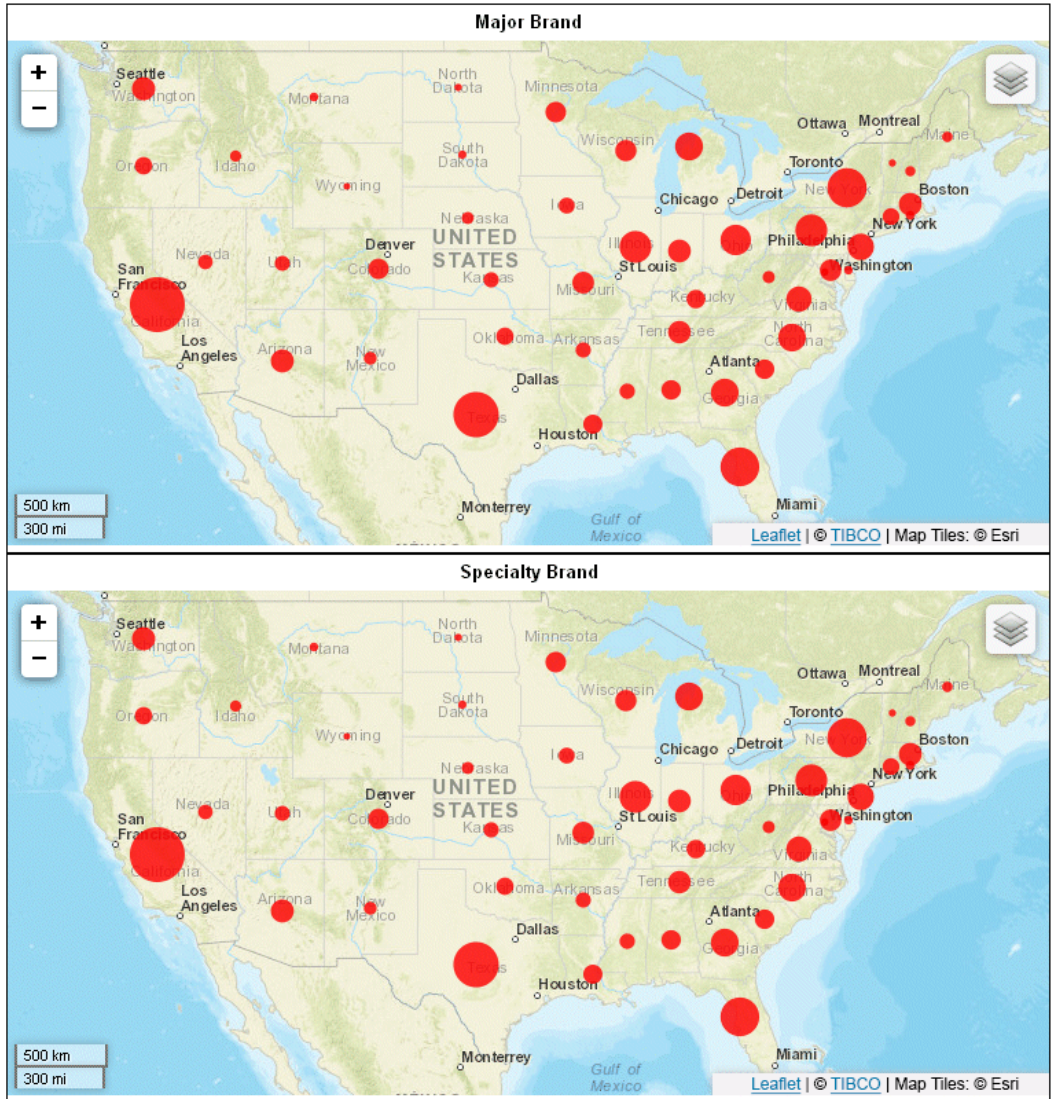 Major Brand
+
−
Seattle
Washington
Montana
North
Dakota
Minnesota
Ottawa
Montreal
Maine
Oregon
Idaho
South
Dakota
Wisconsin
Toronto
Wyoming
New York
Boston
Chicago
Detroit
Nebraska
Iowa
New York
Nevada
Utah
Denver
Colorado
UNITED
STATES
Illinois
Ohio
Philadelphia
San
Francisco
Kansas
St Louis
Missouri
Washington
Kentucky
Virginia
California
Los
Angeles
Arizona
New
Mexico
Oklahoma
Arkansas
Tennessee
North
Carolina
Dallas
Atlanta
Georgia
Texas
Houston
Monterrey
Gulf of
Mexico
Miami
500 km
300 mi
Leaflet | © TIBCO | Map Tiles: © Esri
Specialty Brand
+
−
Seattle
Washington
Montana
North
Dakota
Minnesota
Ottawa
Montreal
Maine
Oregon
Idaho
South
Dakota
Wisconsin
Toronto
Wyoming
New York
Boston
Chicago
Detroit
Nebraska
Iowa
New York
Nevada
Utah
Denver
Colorado
UNITED
STATES
Illinois
Ohio
Philadelphia
San
Francisco
Kansas
St Louis
Missouri
Washington
Kentucky
Virginia
California
Los
Angeles
Arizona
New
Mexico
Oklahoma
Arkansas
Tennessee
North
Carolina
Dallas
Atlanta
Georgia
Texas
Houston
Monterrey
Gulf of
Mexico
Miami
500 km
300 mi
Leaflet | © TIBCO | Map Tiles: © Esri